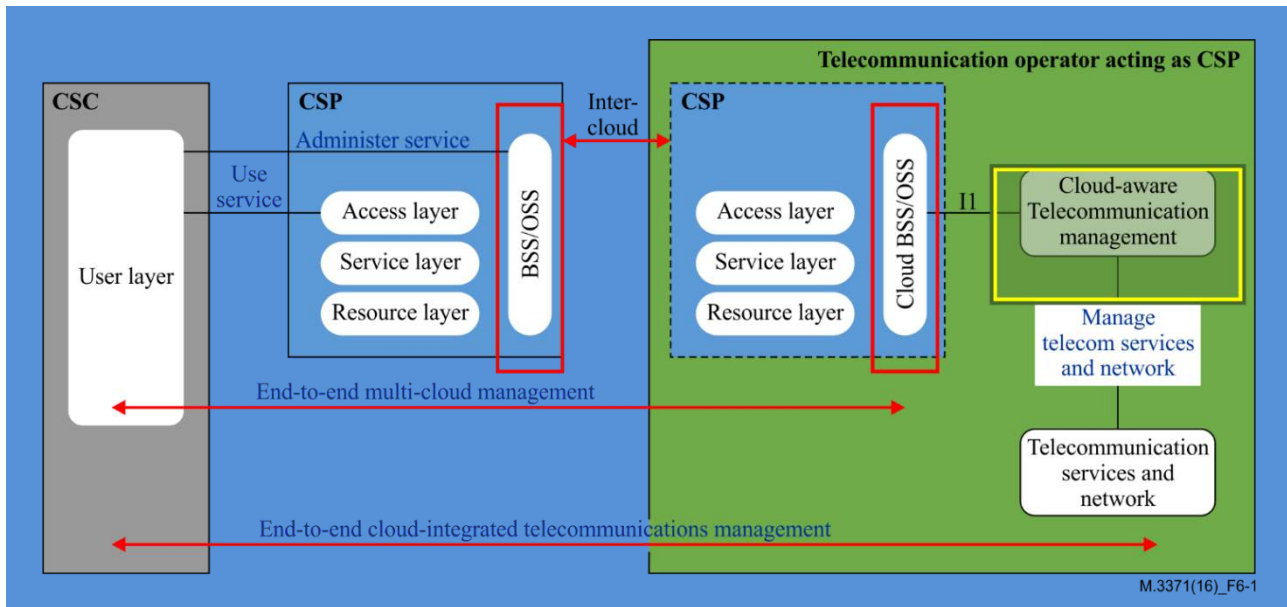 Telecommunication operator acting as CSP
CSC
CSP
Inter-
cloud
CSP
Administer service
Use
service
User layer
Access layer
Service layer
Resource layer
BSS/OSS
Access layer
Service layer
Resource layer
Cloud BSS/OSS
I1
Cloud-aware
Telecommunication
management
Manage
telecom services
and network
Telecommunication
services and
network
End-to-end multi-cloud management
End-to-end cloud-integrated telecommunications management
M.3371(16)_F6-1